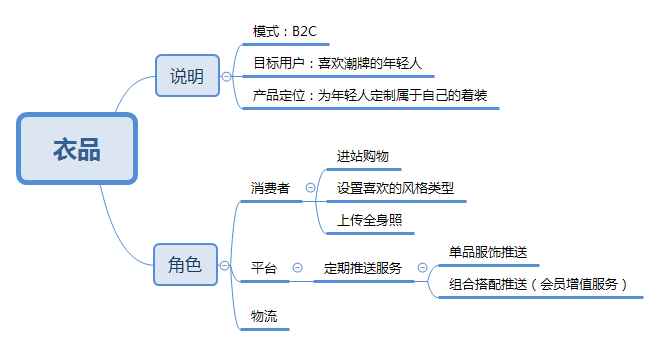 衣品
说明
模式：B2C
目标用户：喜欢潮牌的年轻人
产品定位：为年轻人定制属于自己的着装
角色
消费者
进站购物
设置喜欢的风格类型
上传全身照
平台
定期推送服务
单品服饰推送
组合搭配推送（会员增值服务）
物流